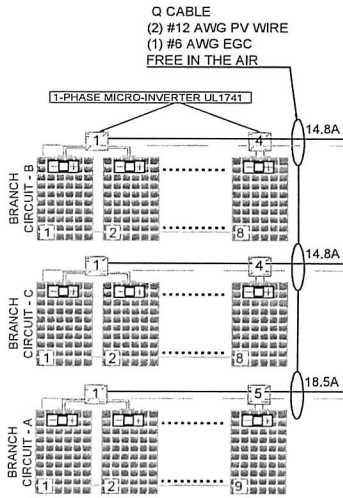 Q CABLE
(2) #12 AWG PV WIRE
(1) #6 AWG EGC
FREE IN THE AIR
1-PHASE MICRO-INVERTER UL1741
14.8A
1
4
BRANCH
CIRCUIT - B
- +
- +
- +
1
2
8
14.8A
1
4
BRANCH
CIRCUIT - C
- +
- +
- +
1
2
8
18.5A
1
5
BRANCH
CIRCUIT - A
- +
- +
- +
1
2
9